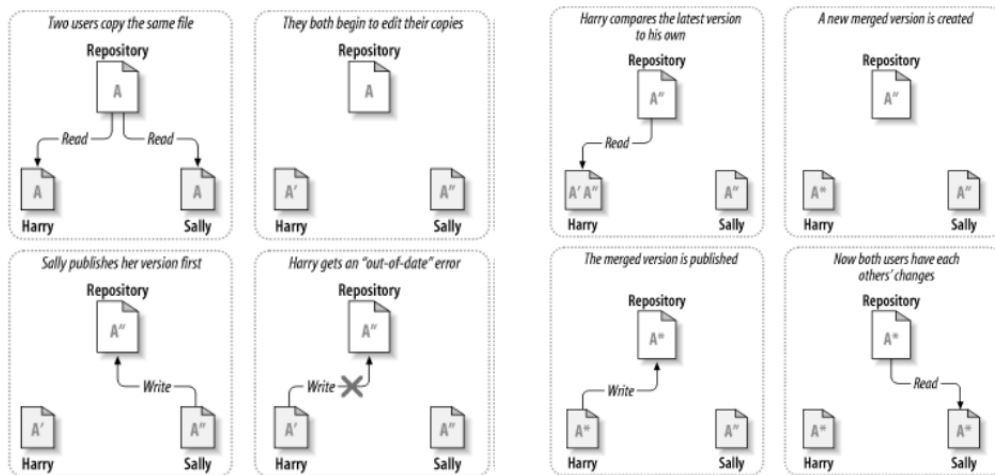 Two users copy the same file
Repository
A
Read
Read
A
A
Harry
Sally
They both begin to edit their copies
Repository
A
A'
A"
Harry
Sally
Sally publishes her version first
Repository
A"
Write
A'
A"
Harry
Sally
Harry gets an "out-of-date" error
Repository
A"
Write
A'
A"
Harry
Sally
Harry compares the latest version
to his own
Repository
A"
Read
A' A"
A"
Harry
Sally
A new merged version is created
Repository
A"
A*
A"
Harry
Sally
The merged version is published
Repository
A*
Write
A*
A"
Harry
Sally
Now both users have each
others' changes
Repository
A*
Read
A*
A*
Harry
Sally